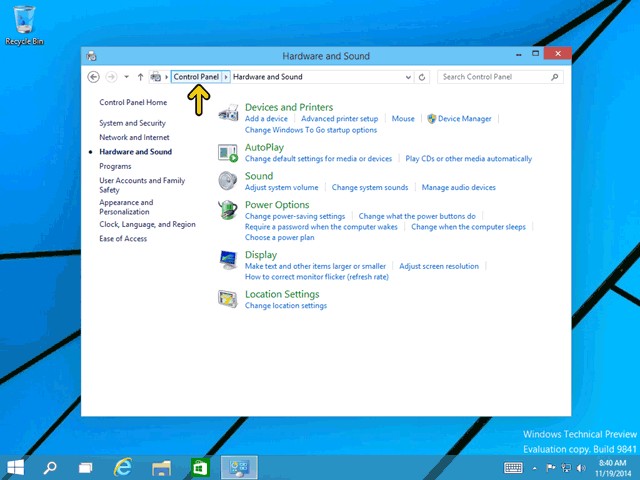 Recycle Bin
Hardware and Sound
Control Panel
Hardware and Sound
Search Control Panel
Control Panel Home
System and Security
Network and Internet
Hardware and Sound
Programs
User Accounts and Family
Safety
Appearance and
Personalization
Clock, Language, and Region
Ease of Access
Devices and Printers
Add a device
Advanced printer setup
Mouse
Device Manager
Change Windows To Go startup options
AutoPlay
Change default settings for media or devices
Play CDs or other media automatically
Sound
Adjust system volume
Change system sounds
Manage audio devices
Power Options
Change power-saving settings
Change what the power buttons do
Require a password when the computer wakes
Change when the computer sleeps
Choose a power plan
Display
Make text and other items larger or smaller
Adjust screen resolution
How to correct monitor flicker (refresh rate)
Location Settings
Change location settings
Windows Technical Preview
Evaluation copy. Build 9841
8:40 AM
11/19/2014